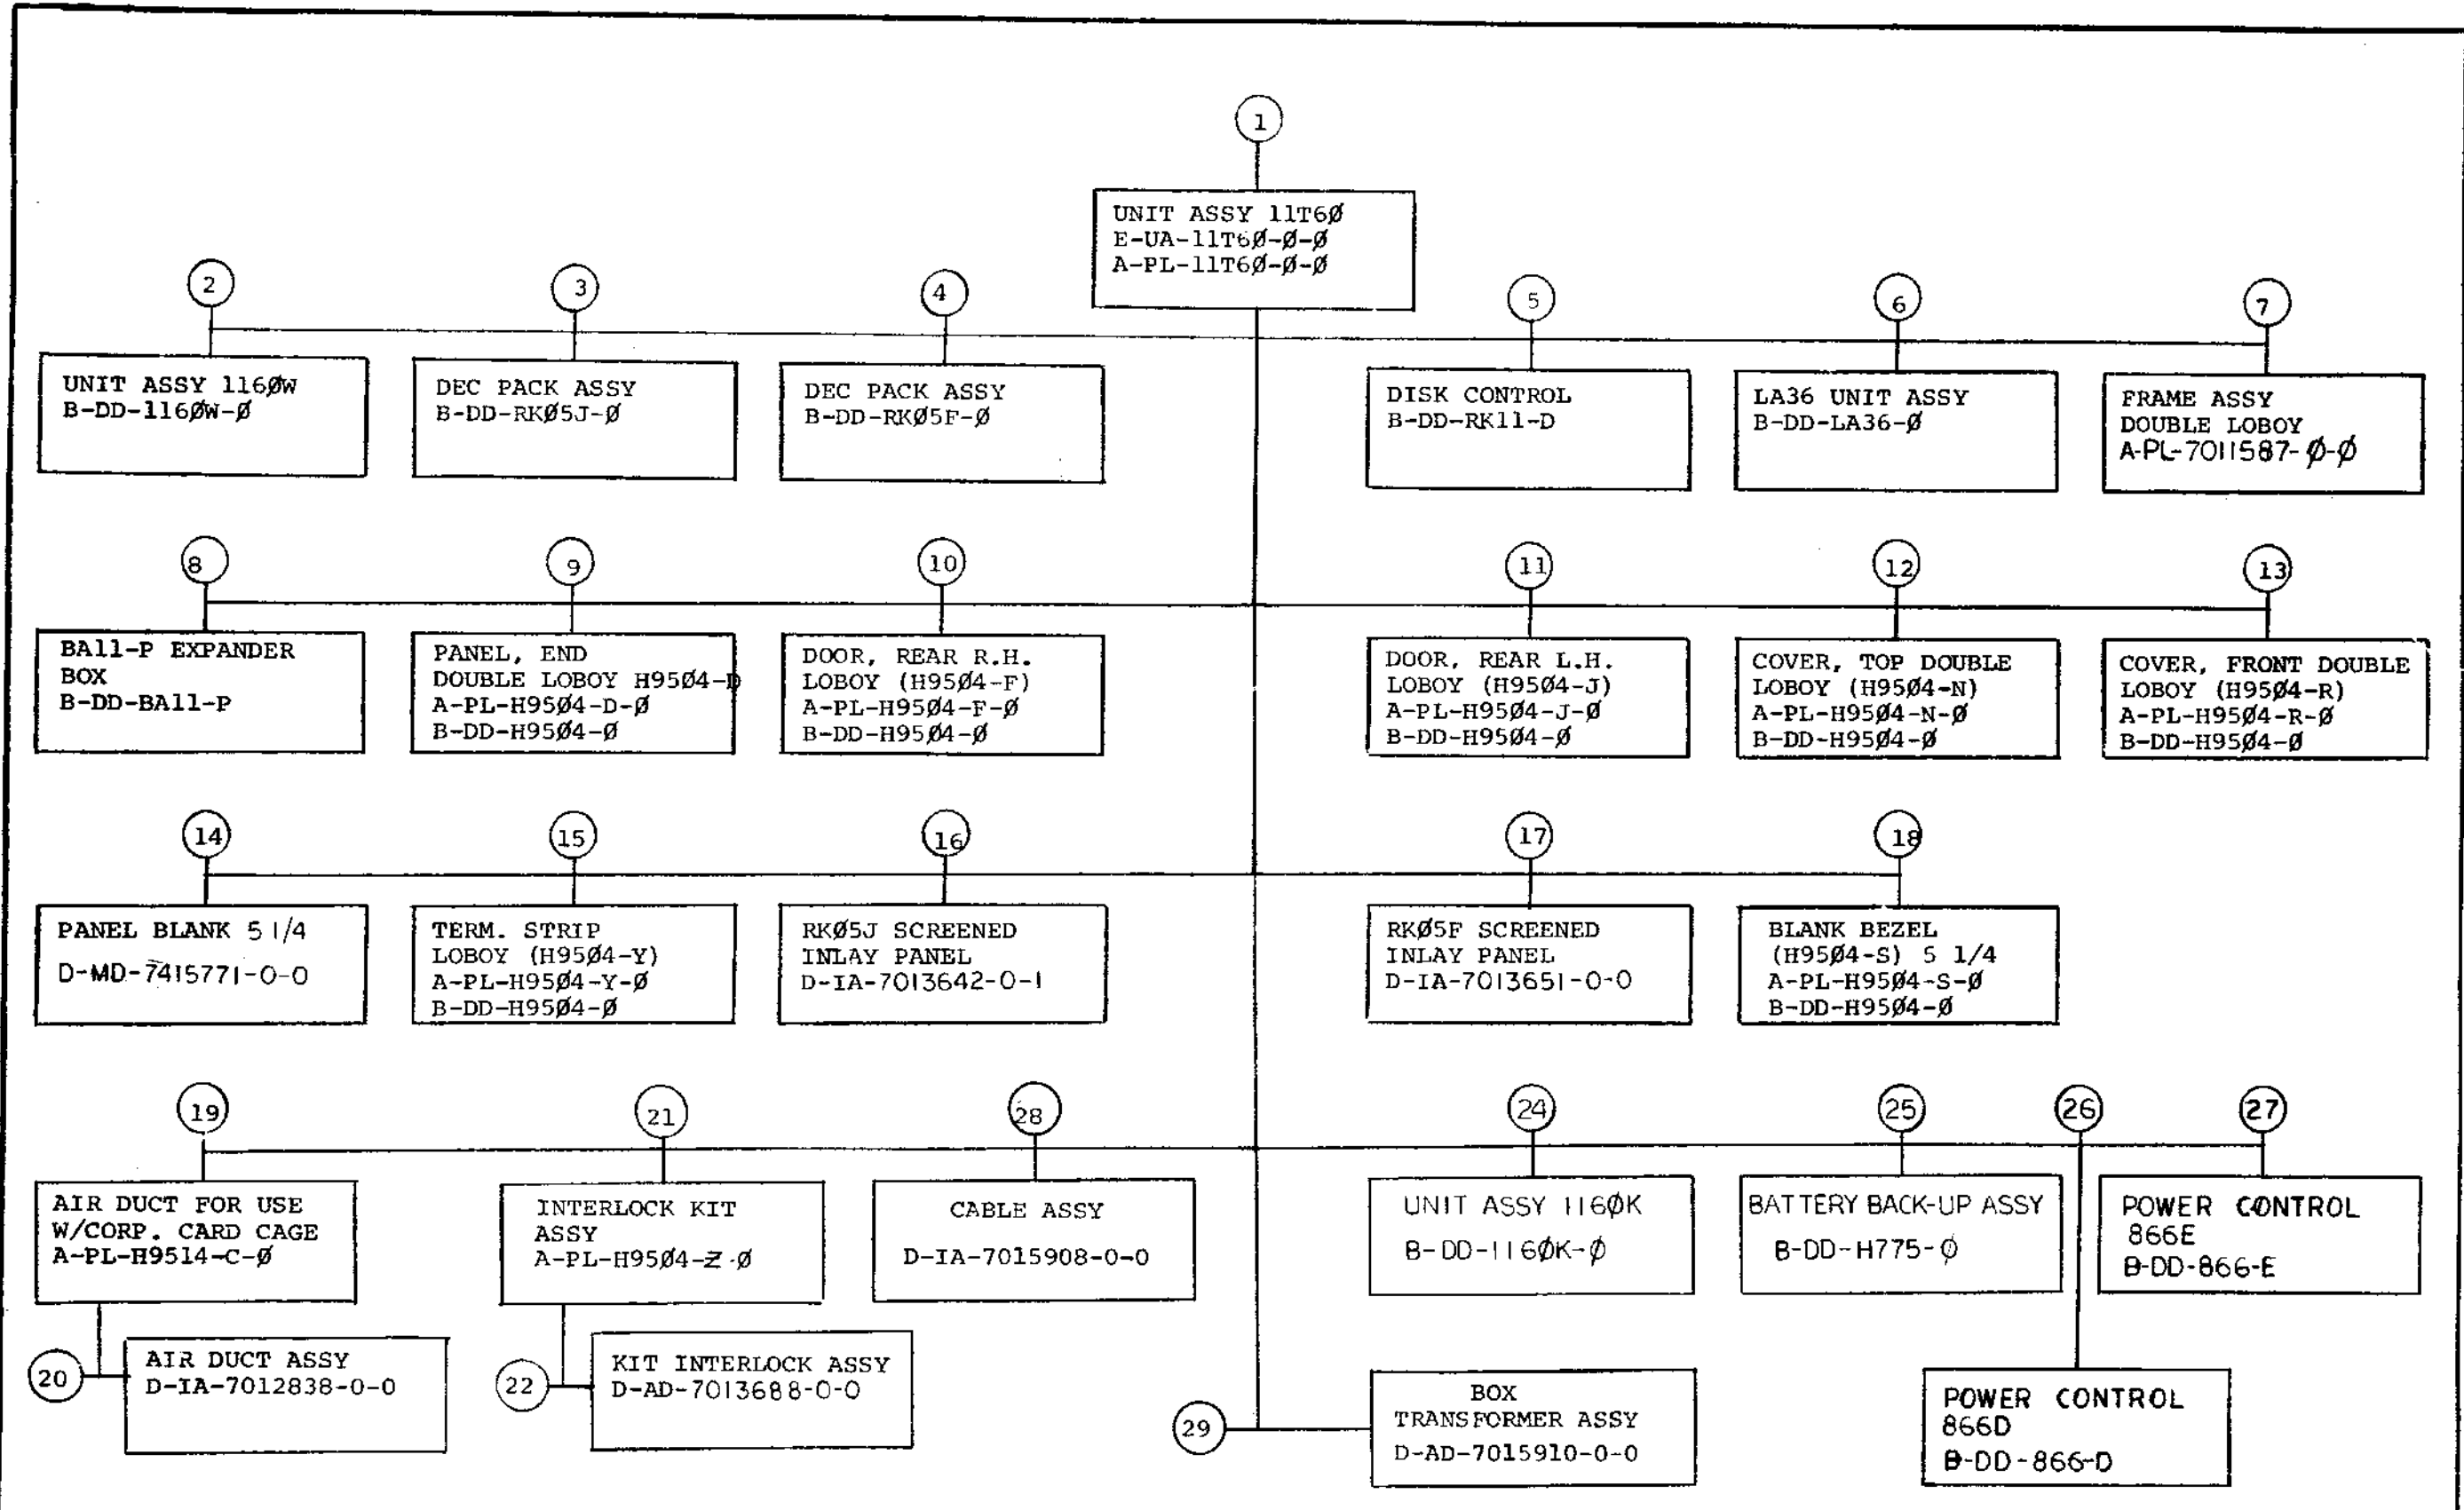 1
UNIT ASSY 11T6Ø
E-UA-11T6Ø-Ø-Ø
A-PL-11T6Ø-Ø-Ø
2
UNIT ASSY 116ØW
B-DD-116ØW-Ø
3
DEC PACK ASSY
B-DD-RKØ5J-Ø
4
DEC PACK ASSY
B-DD-RKØ5F-Ø
5
DISK CONTROL
B-DD-RK11-D
6
LA36 UNIT ASSY
B-DD-LA36-Ø
7
FRAME ASSY
DOUBLE LOBOY
A-PL-7011587-Ø-Ø
8
BA11-P EXPANDER
BOX
B-DD-BA11-P
9
PANEL, END
DOUBLE LOBOY H95Ø4-D
A-PL-H95Ø4-D-Ø
B-DD-H95Ø4-Ø
10
DOOR, REAR R.H.
LOBOY (H95Ø4-F)
A-PL-H95Ø4-F-Ø
B-DD-H95Ø4-Ø
11
DOOR, REAR L.H.
LOBOY (H95Ø4-J)
A-PL-H95Ø4-J-Ø
B-DD-H95Ø4-Ø
12
COVER, TOP DOUBLE
LOBOY (H95Ø4-N)
A-PL-H95Ø4-N-Ø
B-DD-H95Ø4-Ø
13
COVER, FRONT DOUBLE
LOBOY (H95Ø4-R)
A-PL-H95Ø4-R-Ø
B-DD-H95Ø4-Ø
14
PANEL BLANK 5 1/4
D-MD-7415771-0-0
15
TERM. STRIP
LOBOY (H95Ø4-Y)
A-PL-H95Ø4-Y-Ø
B-DD-H95Ø4-Ø
16
RKØ5J SCREENED
INLAY PANEL
D-IA-7013642-0-1
17
RKØ5F SCREENED
INLAY PANEL
D-IA-7013651-0-0
18
BLANK BEZEL
(H95Ø4-S) 5 1/4
A-PL-H95Ø4-S-Ø
B-DD-H95Ø4-Ø
19
AIR DUCT FOR USE
W/CORP. CARD CAGE
A-PL-H9514-C-Ø
21
INTERLOCK KIT
ASSY
A-PL-H95Ø4-Z-Ø
28
CABLE ASSY
D-IA-7015908-0-0
24
UNIT ASSY 116ØK
B-DD-116ØK-Ø
25
BATTERY BACK-UP ASSY
B-DD-H775-Ø
26
27
POWER CONTROL
866E
B-DD-866-E
20
AIR DUCT ASSY
D-IA-7012838-0-0
22
KIT INTERLOCK ASSY
D-AD-7013688-0-0
29
BOX
TRANSFORMER ASSY
D-AD-7015910-0-0
POWER CONTROL
866D
B-DD-866-D